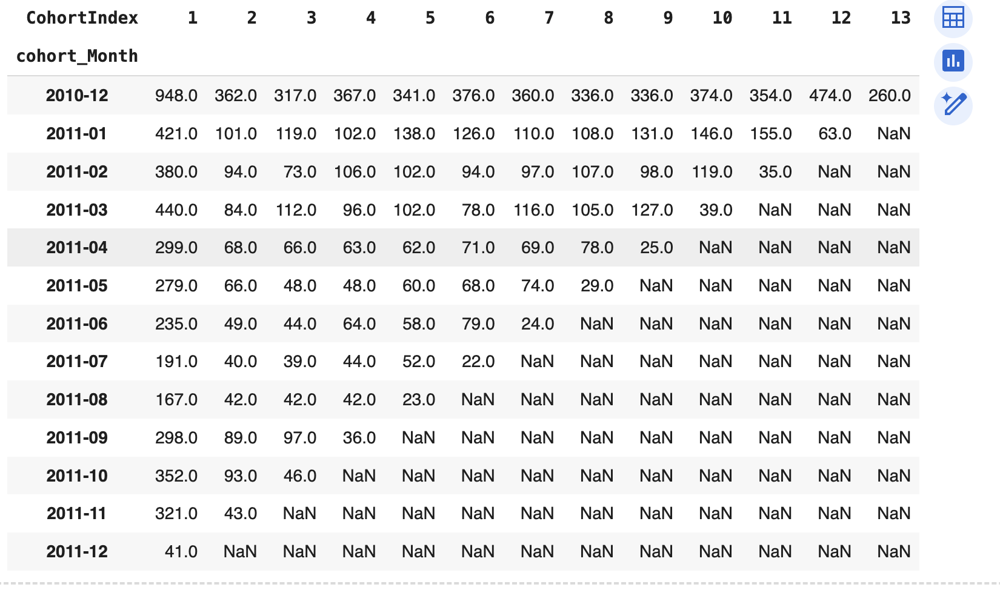 CohortIndex 1 2 3 4 5 6 7 8 9 10 11 12 13
cohort_Month
2010-12 948.0 362.0 317.0 367.0 341.0 376.0 360.0 336.0 336.0 374.0 354.0 474.0 260.0
2011-01 421.0 101.0 119.0 102.0 138.0 126.0 110.0 108.0 131.0 146.0 155.0 63.0 NaN
2011-02 380.0 94.0 73.0 106.0 102.0 94.0 97.0 107.0 98.0 119.0 35.0 NaN NaN
2011-03 440.0 84.0 112.0 96.0 102.0 78.0 116.0 105.0 127.0 39.0 NaN NaN NaN
2011-04 299.0 68.0 66.0 63.0 62.0 71.0 69.0 78.0 25.0 NaN NaN NaN NaN
2011-05 279.0 66.0 48.0 48.0 60.0 68.0 74.0 29.0 NaN NaN NaN NaN NaN
2011-06 235.0 49.0 44.0 64.0 58.0 79.0 24.0 NaN NaN NaN NaN NaN NaN
2011-07 191.0 40.0 39.0 44.0 52.0 22.0 NaN NaN NaN NaN NaN NaN NaN
2011-08 167.0 42.0 42.0 42.0 23.0 NaN NaN NaN NaN NaN NaN NaN NaN
2011-09 298.0 89.0 97.0 36.0 NaN NaN NaN NaN NaN NaN NaN NaN NaN
2011-10 352.0 93.0 46.0 NaN NaN NaN NaN NaN NaN NaN NaN NaN NaN
2011-11 321.0 43.0 NaN NaN NaN NaN NaN NaN NaN NaN NaN NaN NaN
2011-12 41.0 NaN NaN NaN NaN NaN NaN NaN NaN NaN NaN NaN NaN